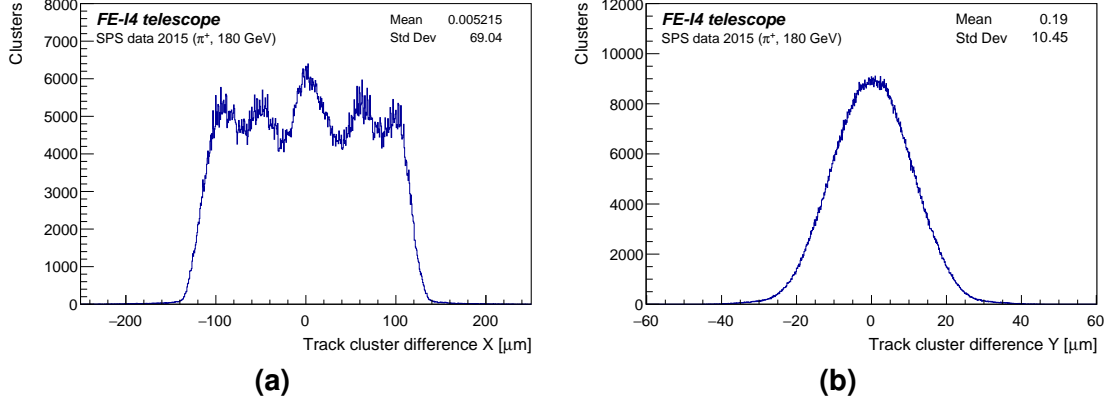 Clusters
8000
7000
6000
5000
4000
3000
2000
1000
0
FE-I4 telescope
SPS data 2015 (π⁺, 180 GeV)
Mean 0.005215
Std Dev 69.04
−200 −100 0 100 200
Track cluster difference X [μm]
(a)
Clusters
12000
10000
8000
6000
4000
2000
0
FE-I4 telescope
SPS data 2015 (π⁺, 180 GeV)
Mean 0.19
Std Dev 10.45
−60 −40 −20 0 20 40 60
Track cluster difference Y [μm]
(b)